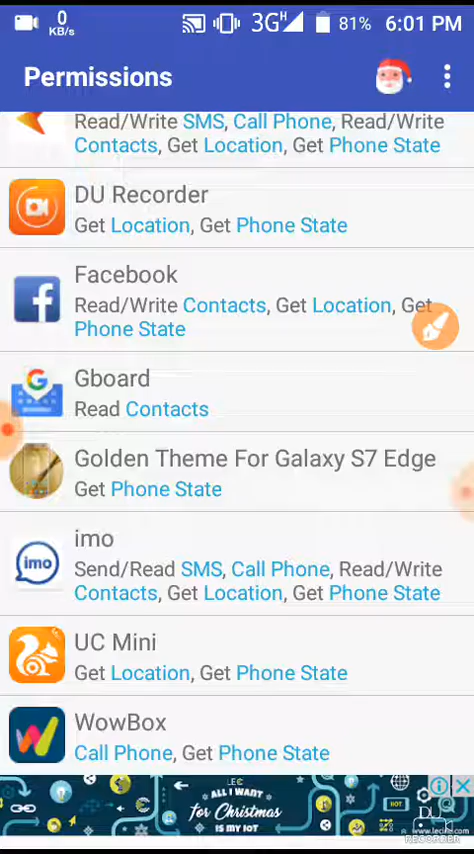 0
KB/s
3G H 81% 6:01 PM
Permissions
Read/Write SMS, Call Phone, Read/Write
Contacts, Get Location, Get Phone State
DU Recorder
Get Location, Get Phone State
Facebook
Read/Write Contacts, Get Location, Get
Phone State
Gboard
Read Contacts
Golden Theme For Galaxy S7 Edge
Get Phone State
imo
imo
Send/Read SMS, Call Phone, Read/Write
Contacts, Get Location, Get Phone State
UC Mini
Get Location, Get Phone State
WowBox
Call Phone, Get Phone State
ALL I WANT
for Christmas
IS MY IOT
DU
RECORDER